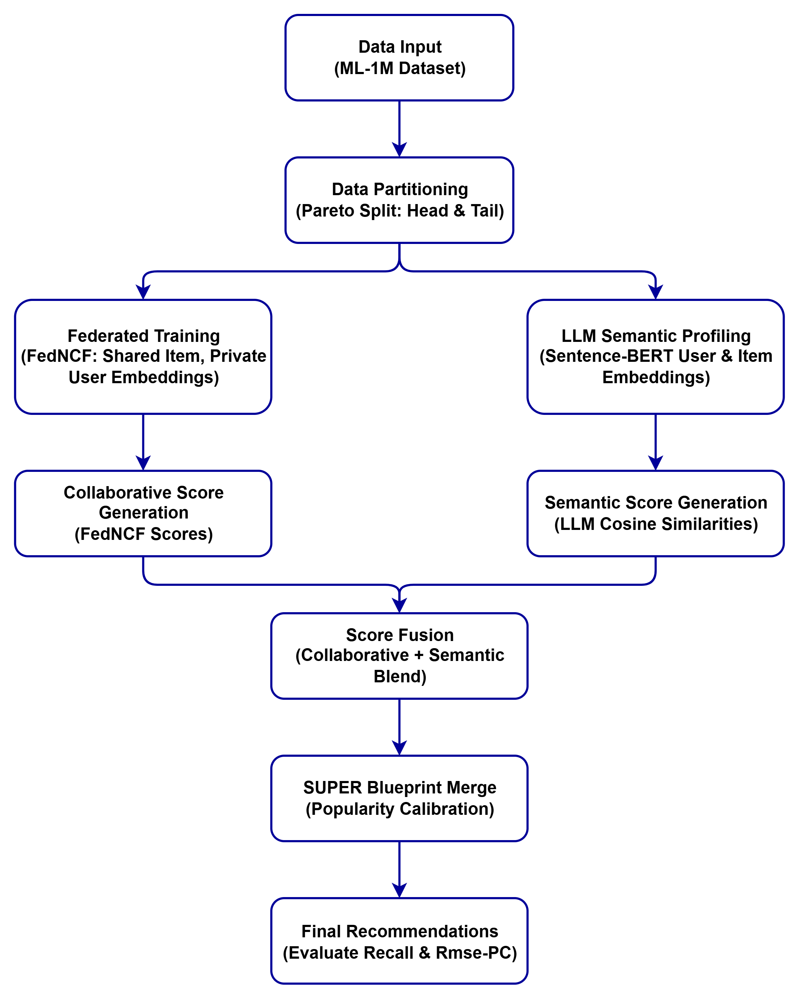 Data Input
(ML-1M Dataset)
Data Partitioning
(Pareto Split: Head & Tail)
Federated Training
(FedNCF: Shared Item, Private
User Embeddings)
LLM Semantic Profiling
(Sentence-BERT User & Item
Embeddings)
Collaborative Score
Generation
(FedNCF Scores)
Semantic Score Generation
(LLM Cosine Similarities)
Score Fusion
(Collaborative + Semantic
Blend)
SUPER Blueprint Merge
(Popularity Calibration)
Final Recommendations
(Evaluate Recall & Rmse-PC)